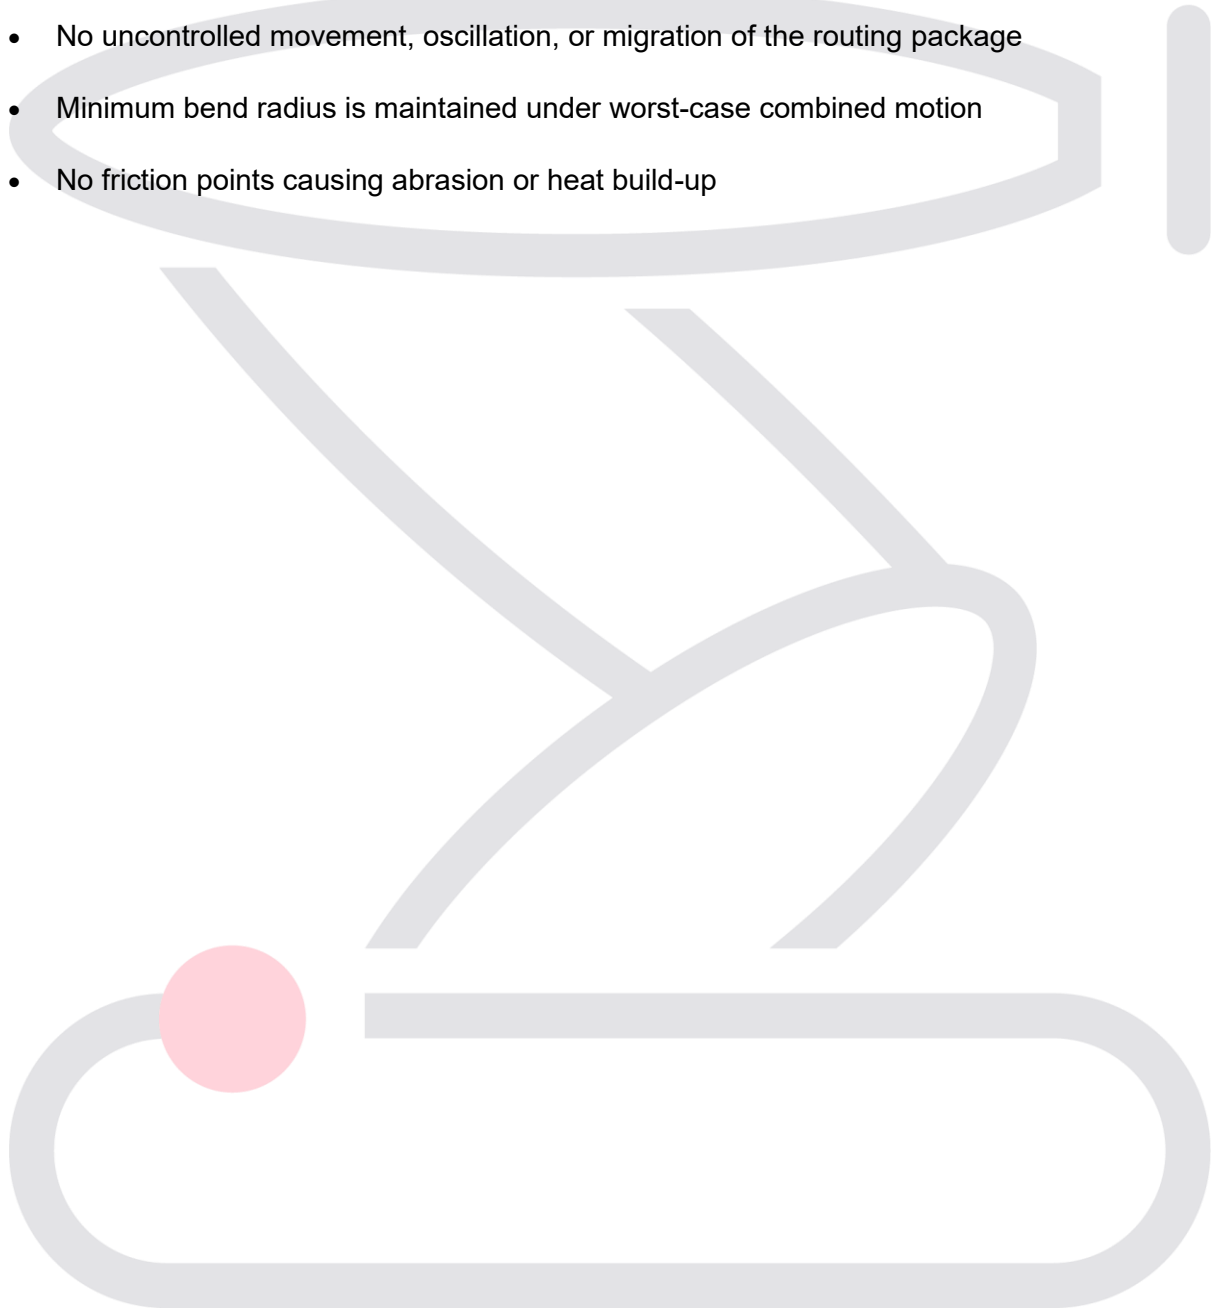 • No uncontrolled movement, oscillation, or migration of the routing package
• Minimum bend radius is maintained under worst-case combined motion
• No friction points causing abrasion or heat build-up